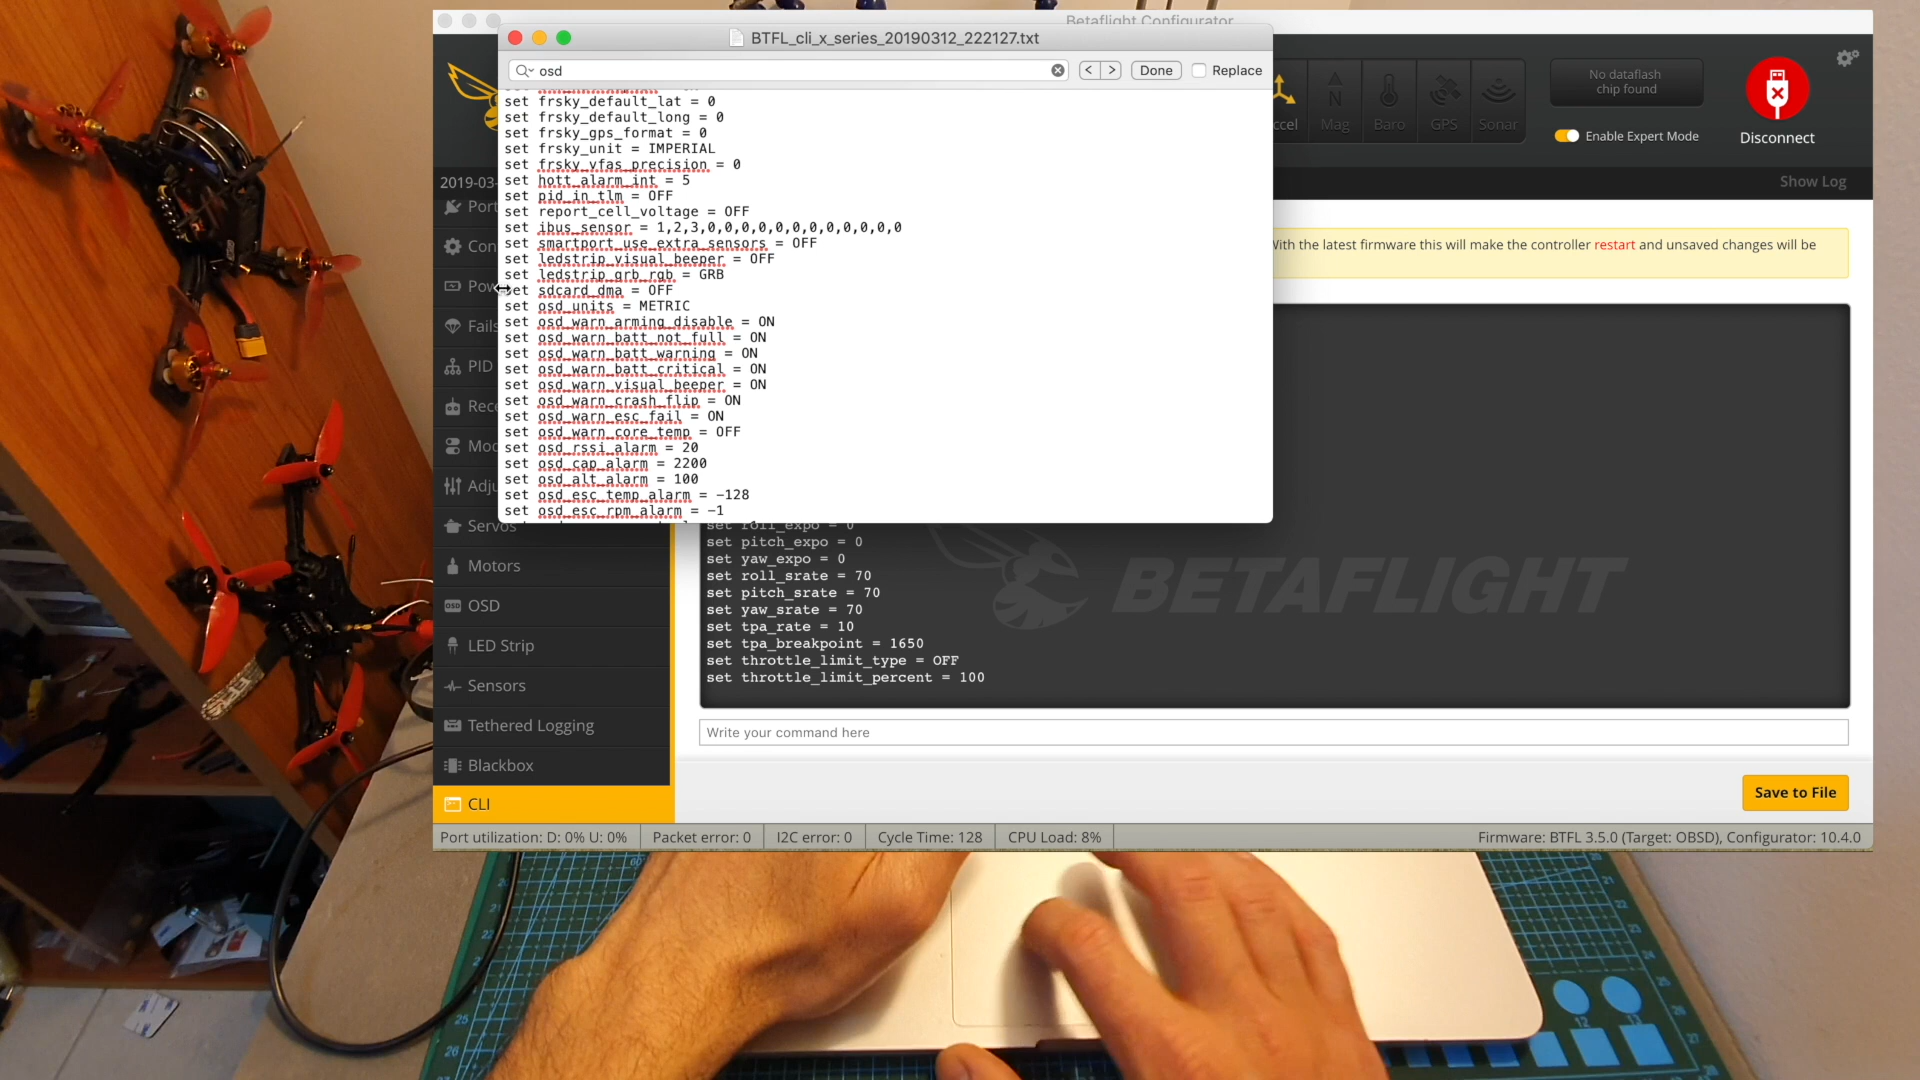 Betaflight Configurator
BTFL_cli_x_series_20190312_222127.txt
osd
Done
Replace
set frsky_default_lat = 0
set frsky_default_long = 0
set frsky_gps_format = 0
set frsky_unit = IMPERIAL
set frsky_vfas_precision = 0
set hott_alarm_int = 5
set pid_in_tlm = OFF
set report_cell_voltage = OFF
set ibus_sensor = 1,2,3,0,0,0,0,0,0,0,0,0,0,0,0
set smartport_use_extra_sensors = OFF
set ledstrip_visual_beeper = OFF
set ledstrip_grb_rgb = GRB
set sdcard_dma = OFF
set osd_units = METRIC
set osd_warn_arming_disable = ON
set osd_warn_batt_not_full = ON
set osd_warn_batt_warning = ON
set osd_warn_batt_critical = ON
set osd_warn_visual_beeper = ON
set osd_warn_crash_flip = ON
set osd_warn_esc_fail = ON
set osd_warn_core_temp = OFF
set osd_rssi_alarm = 20
set osd_cap_alarm = 2200
set osd_alt_alarm = 100
set osd_esc_temp_alarm = -128
set osd_esc_rpm_alarm = -1
ccel
Mag
Baro
GPS
Sonar
No dataflash
chip found
Enable Expert Mode
Disconnect
2019-03-
Show Log
With the latest firmware this will make the controller restart and unsaved changes will be
Port
Con
Pow
Fails
PID
Rece
Mod
Adju
Servos
Motors
OSD
LED Strip
Sensors
Tethered Logging
Blackbox
CLI
set roll_expo = 0
set pitch_expo = 0
set yaw_expo = 0
set roll_srate = 70
set pitch_srate = 70
set yaw_srate = 70
set tpa_rate = 10
set tpa_breakpoint = 1650
set throttle_limit_type = OFF
set throttle_limit_percent = 100
BETAFLIGHT
Write your command here
Save to File
Port utilization: D: 0% U: 0%
Packet error: 0
I2C error: 0
Cycle Time: 128
CPU Load: 8%
Firmware: BTFL 3.5.0 (Target: OBSD), Configurator: 10.4.0